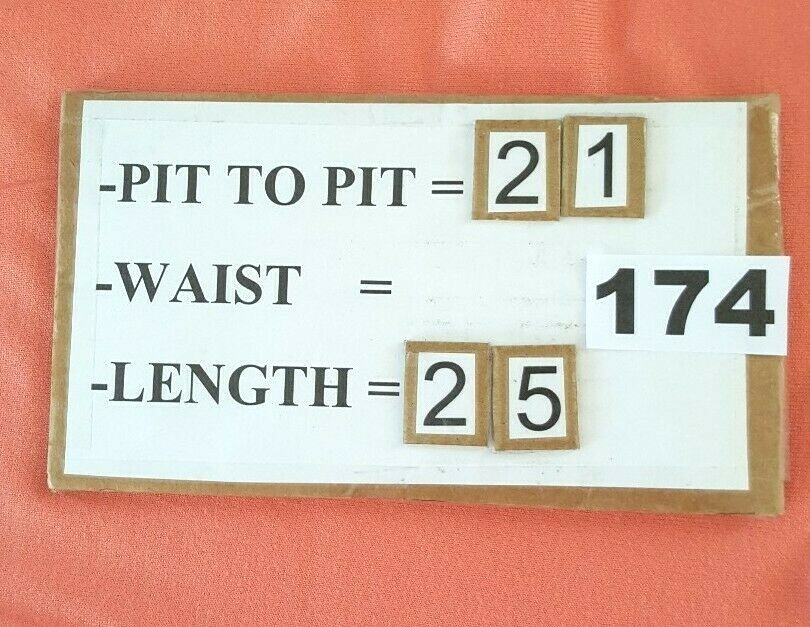 -PIT TO PIT = 21
-WAIST =
174
-LENGTH = 25